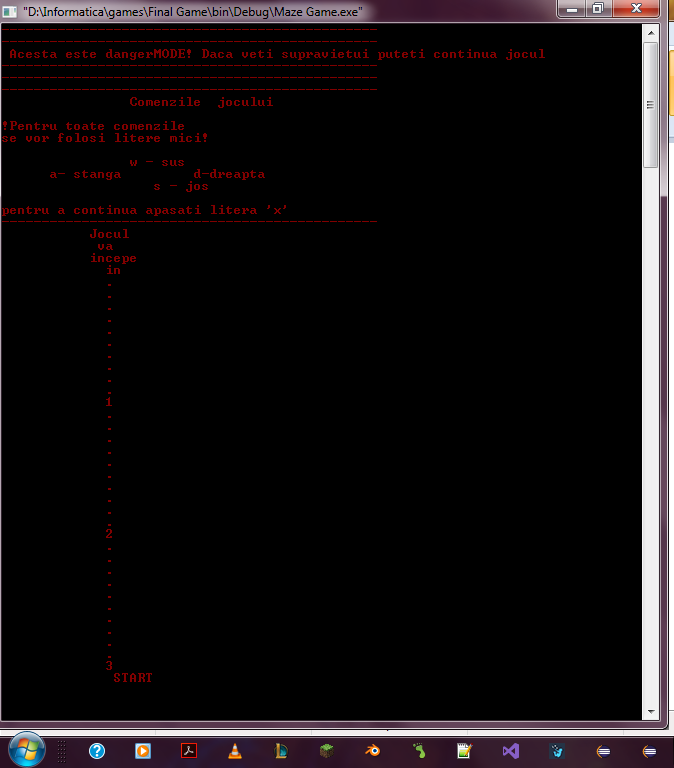 "D:\Informatica\games\Final Game\bin\Debug\Maze Game.exe"
Acesta este dangerMODE! Daca veti supravietui puteti continua jocul
Comenzile jocului
!Pentru toate comenzile
se vor folosi litere mici!
w - sus
a- stanga d-dreapta
s - jos
pentru a continua apasati litera 'x'
Jocul
va
incepe
in
.
.
.
.
.
.
.
.
.
.
1
.
.
.
.
.
.
.
.
.
.
2
.
.
.
.
.
.
.
.
.
.
3
START